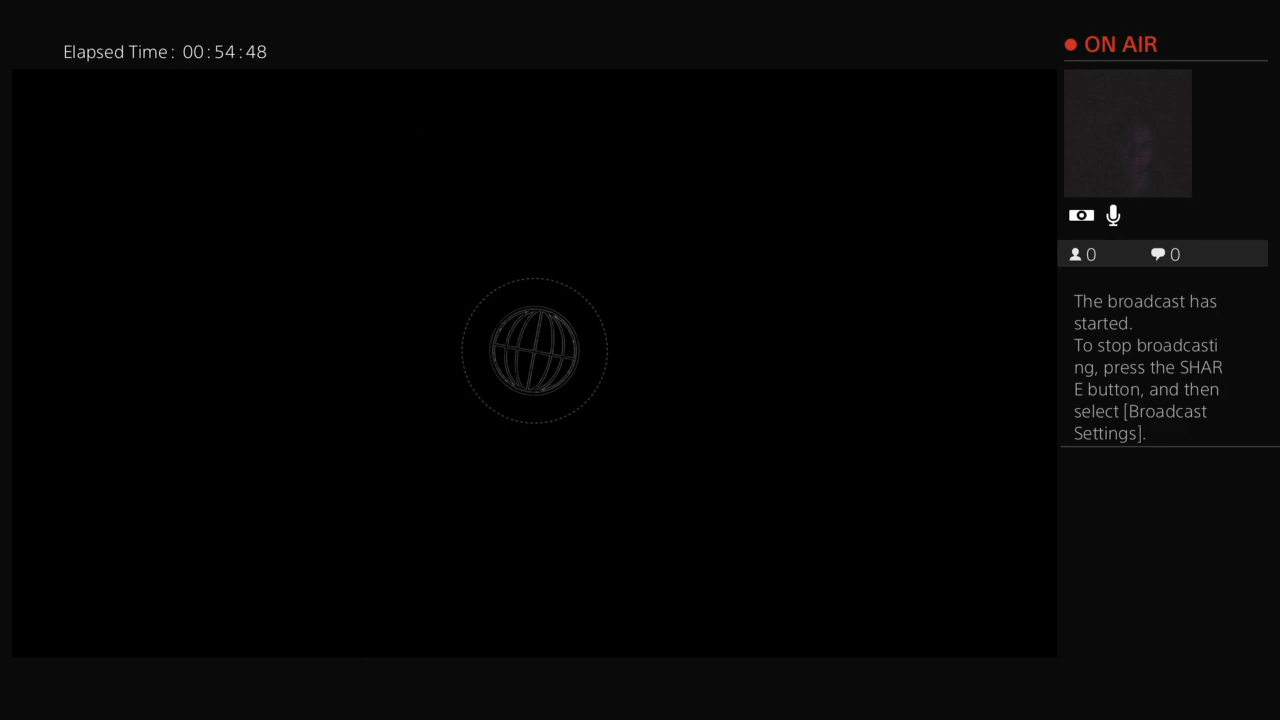 Elapsed Time: 00:54:48
ON AIR
0 0
The broadcast has
started.
To stop broadcasti
ng, press the SHAR
E button, and then
select [Broadcast
Settings].